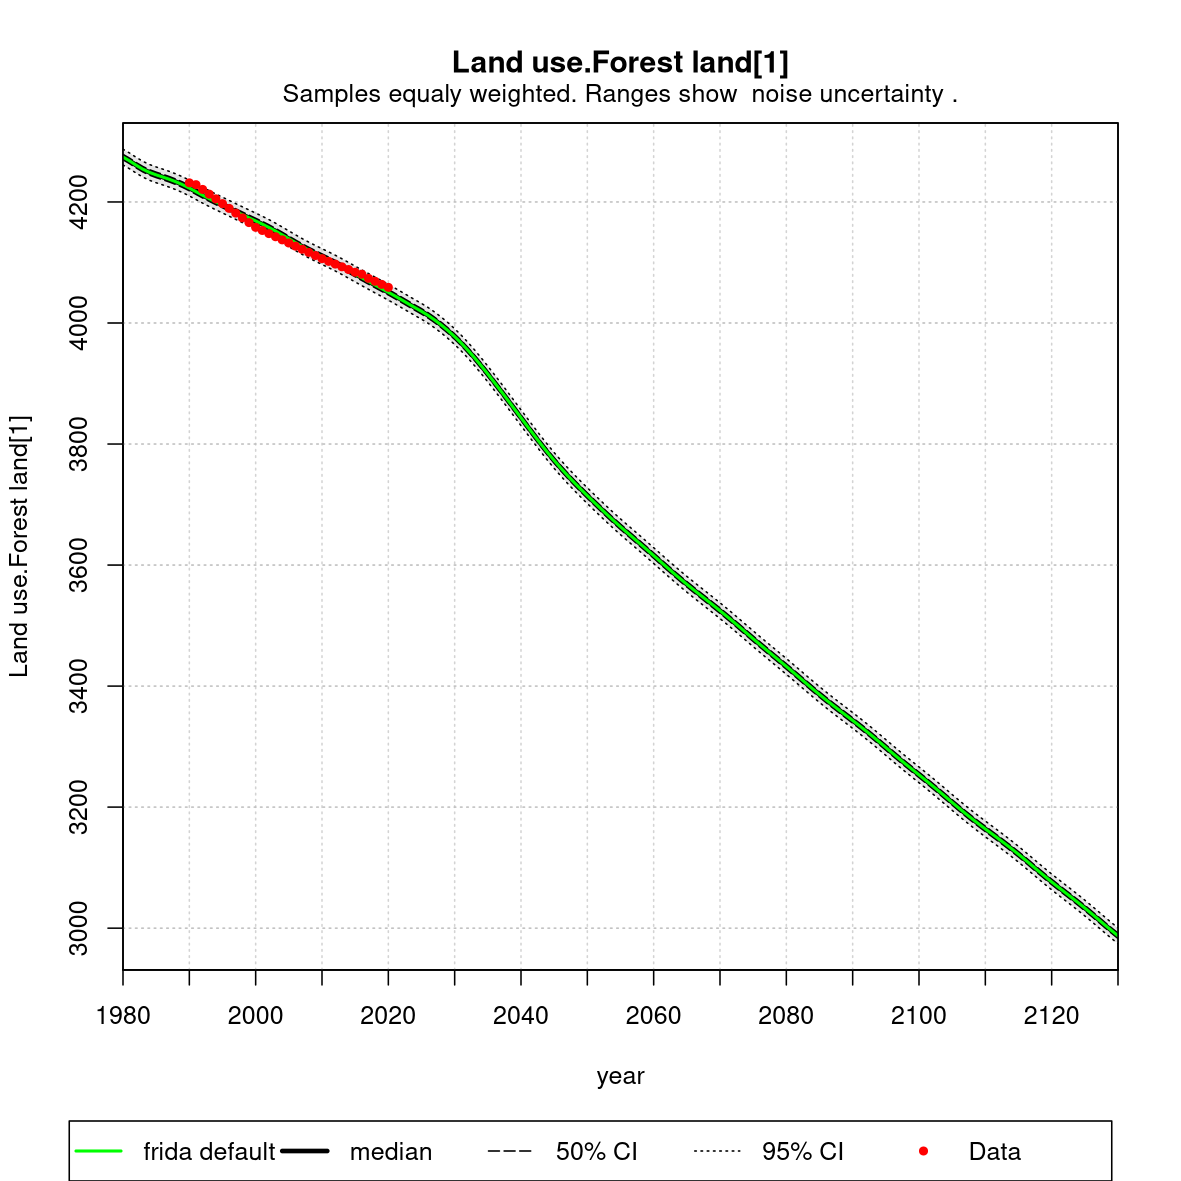 Land use.Forest land[1]
Samples equaly weighted. Ranges show  noise uncertainty .
Land use.Forest land[1]
4200
4000
3800
3600
3400
3200
3000
1980 2000 2020 2040 2060 2080 2100 2120
year
frida default median 50% CI 95% CI Data